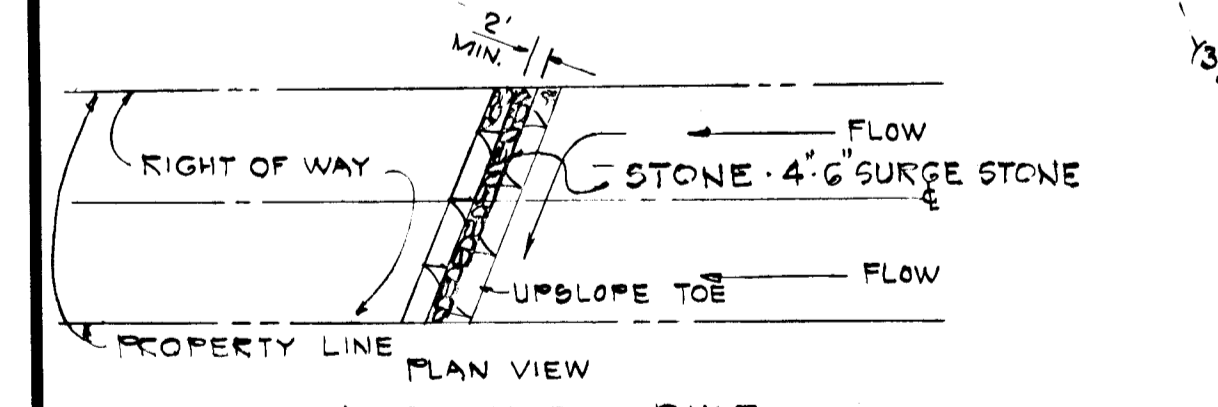 2'
MIN.
FLOW
RIGHT OF WAY
STONE · 4"·6" SURGE STONE
℄
FLOW
UPSLOPE TOE
PROPERTY LINE
PLAN VIEW